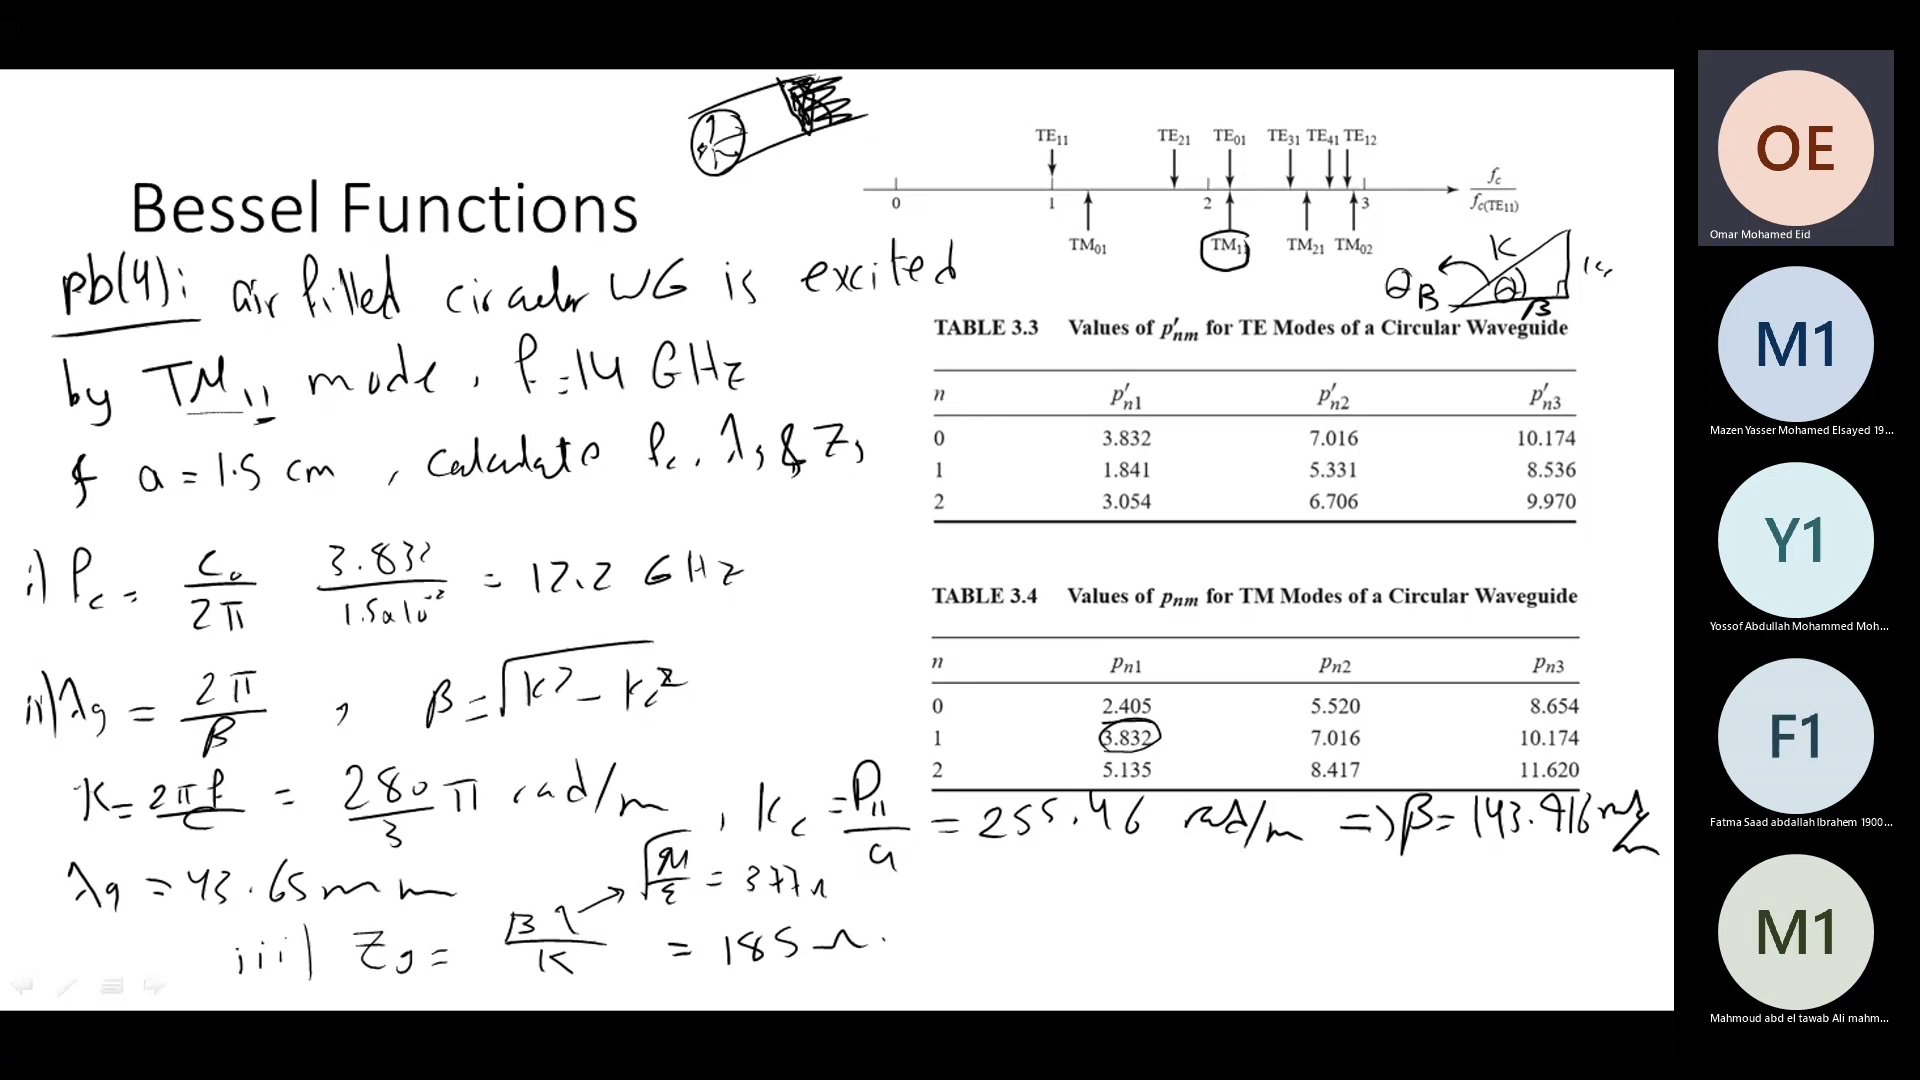 Bessel Functions
TE11 TE21 TE01 TE31 TE41 TE12
0 1 2 3
fc / fc(TE11)
TM01 TM11 TM21 TM02
K
θB θ β
pb(4): air filled circular WG is excited
by TM11 mode, f=14 GHz
& a = 1.5 cm, calculate fc, λg & Zg
TABLE 3.3 Values of p′nm for TE Modes of a Circular Waveguide
n p′n1 p′n2 p′n3
0 3.832 7.016 10.174
1 1.841 5.331 8.536
2 3.054 6.706 9.970
i) fc = C0/2π 3.832/1.5x10^-2 = 12.2 GHz
TABLE 3.4 Values of pnm for TM Modes of a Circular Waveguide
n pn1 pn2 pn3
0 2.405 5.520 8.654
1 3.832 7.016 10.174
2 5.135 8.417 11.620
ii) λg = 2π/β , β = √(K² - Kc²)
K = 2πf/c = 280/3 π rad/m , Kc = P11/a = 255.46 rad/m => β = 143.916 rad/m
λg = 43.65 mm
√(μ/ε) = 377Ω
iii) Zg = βη/K = 185 Ω.
OE
Omar Mohamed Eid
M1
Mazen Yasser Mohamed Elsayed 19...
Y1
Yossof Abdullah Mohammed Moh...
F1
Fatma Saad abdallah Ibrahem 1900...
M1
Mahmoud abd el tawab Ali mahm...